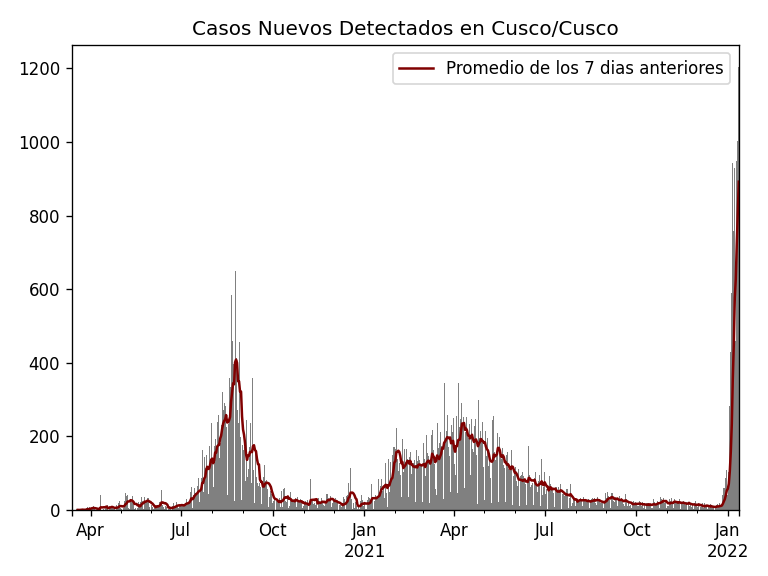 Casos Nuevos Detectados en Cusco/Cusco
Promedio de los 7 dias anteriores
1200
1000
800
600
400
200
0
Apr Jul Oct Jan Apr Jul Oct Jan
2021 2022